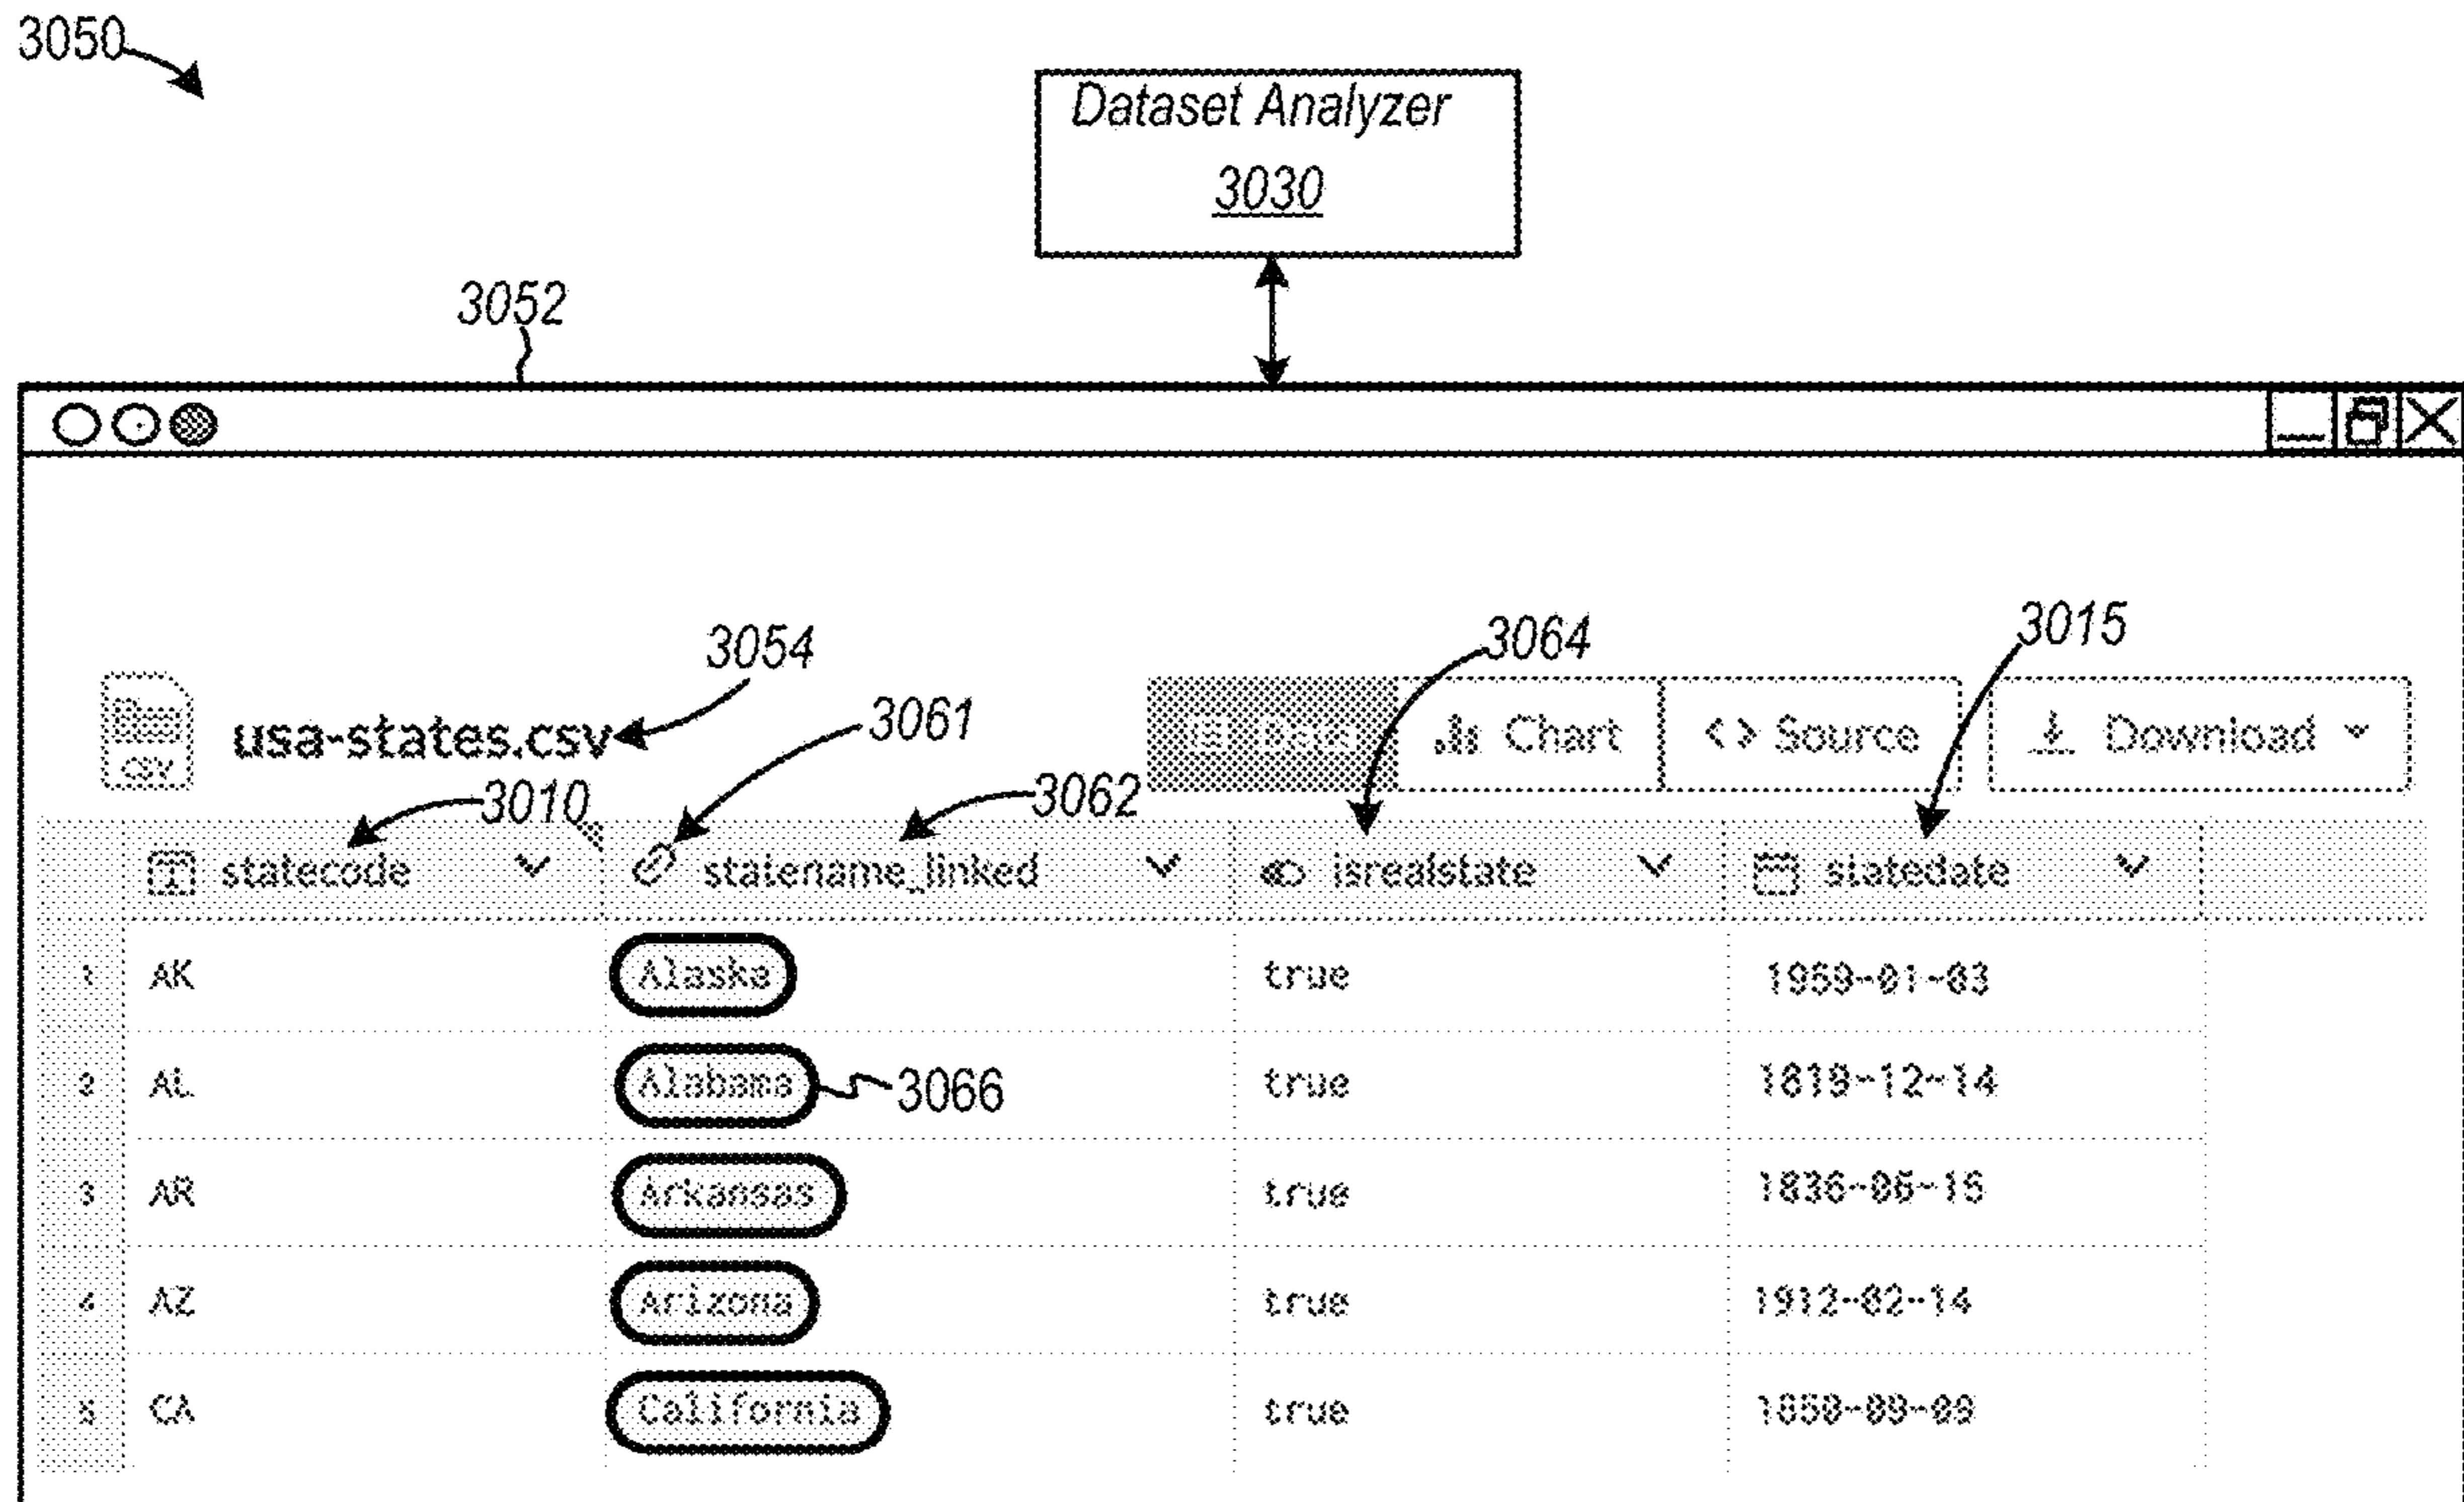 3050
Dataset Analyzer
3030
3052
3054
3064
3015
3061
usa-states.csv
CSV
Data
Chart
<> Source
Download
3010
3062
statecode
statename_linked
isrealstate
statedate
1 AK Alaska true 1959-01-03
2 AL Alabama true 1819-12-14
3066
3 AR Arkansas true 1836-06-15
4 AZ Arizona true 1912-02-14
5 CA California true 1850-09-09